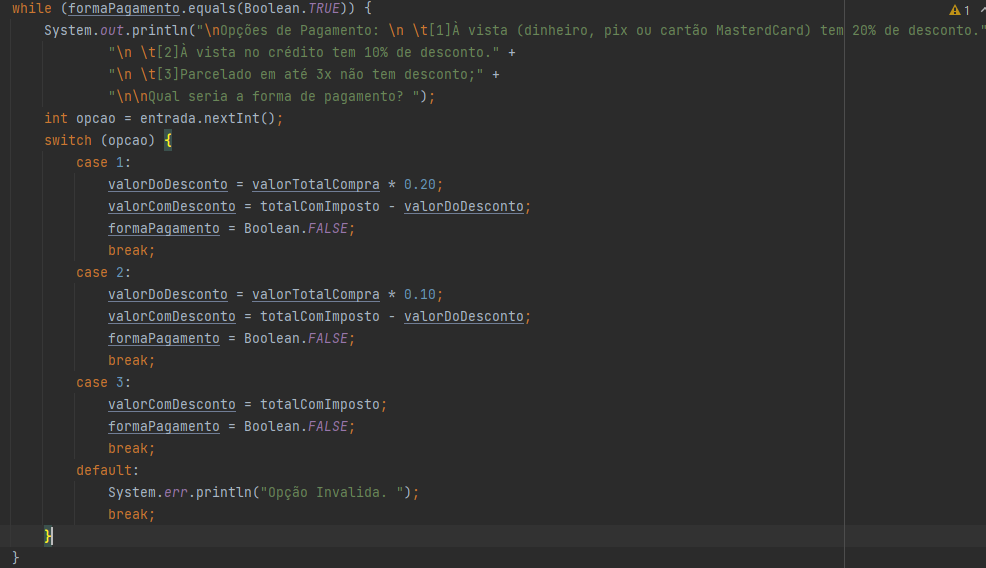 while (formaPagamento.equals(Boolean.TRUE)) {
    System.out.println("\nOpções de Pagamento: \n \t[1]À vista (dinheiro, pix ou cartão MasterdCard) tem 20% de desconto."
            "\n \t[2]À vista no crédito tem 10% de desconto." +
            "\n \t[3]Parcelado em até 3x não tem desconto;" +
            "\n\nQual seria a forma de pagamento? ");
    int opcao = entrada.nextInt();
    switch (opcao) {
        case 1:
            valorDoDesconto = valorTotalCompra * 0.20;
            valorComDesconto = totalComImposto - valorDoDesconto;
            formaPagamento = Boolean.FALSE;
            break;
        case 2:
            valorDoDesconto = valorTotalCompra * 0.10;
            valorComDesconto = totalComImposto - valorDoDesconto;
            formaPagamento = Boolean.FALSE;
            break;
        case 3:
            valorComDesconto = totalComImposto;
            formaPagamento = Boolean.FALSE;
            break;
        default:
            System.err.println("Opção Invalida. ");
            break;
    }
}
1